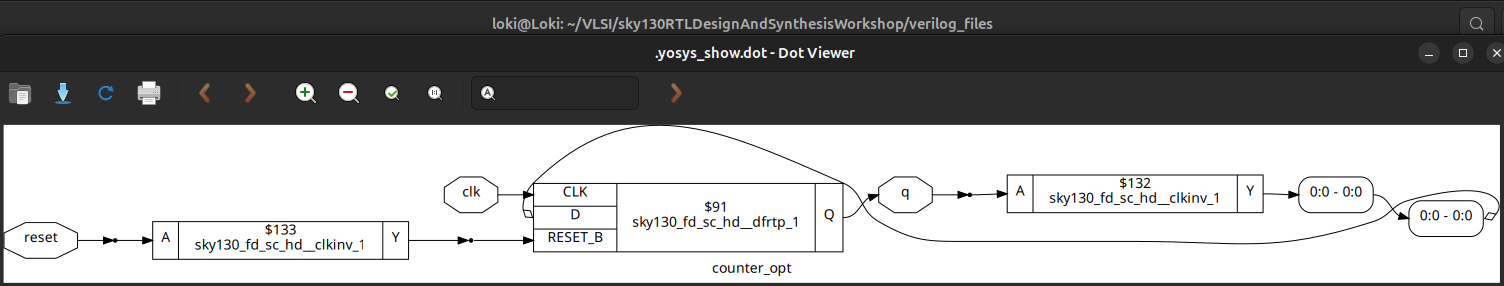 loki@Loki: ~/VLSI/sky130RTLDesignAndSynthesisWorkshop/verilog_files
.yosys_show.dot - Dot Viewer
reset
A
$133
sky130_fd_sc_hd__clkinv_1
Y
clk
CLK
D
RESET_B
$91
sky130_fd_sc_hd__dfrtp_1
Q
q
A
$132
sky130_fd_sc_hd__clkinv_1
Y
0:0 - 0:0
0:0 - 0:0
counter_opt